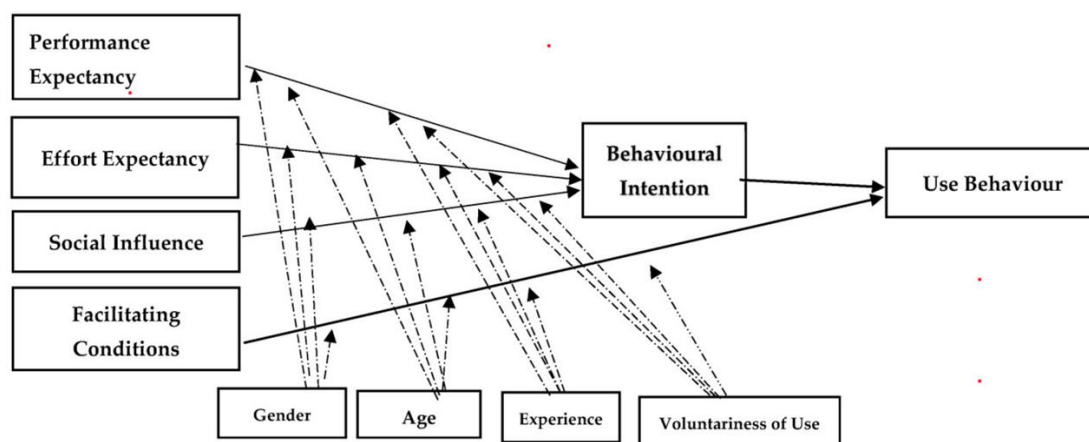 Performance
Expectancy
Effort Expectancy
Social Influence
Facilitating
Conditions
Behavioural
Intention
Use Behaviour
Gender
Age
Experience
Voluntariness of Use